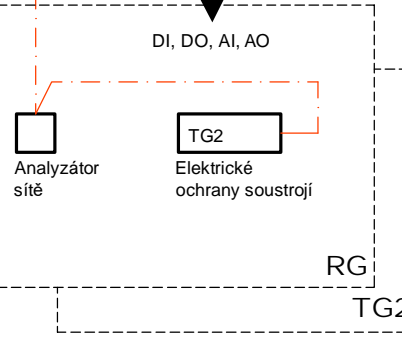 DI, DO, AI, AO
TG2
Analyzátor
sítě
Elektrické
ochrany soustrojí
RG
TG2